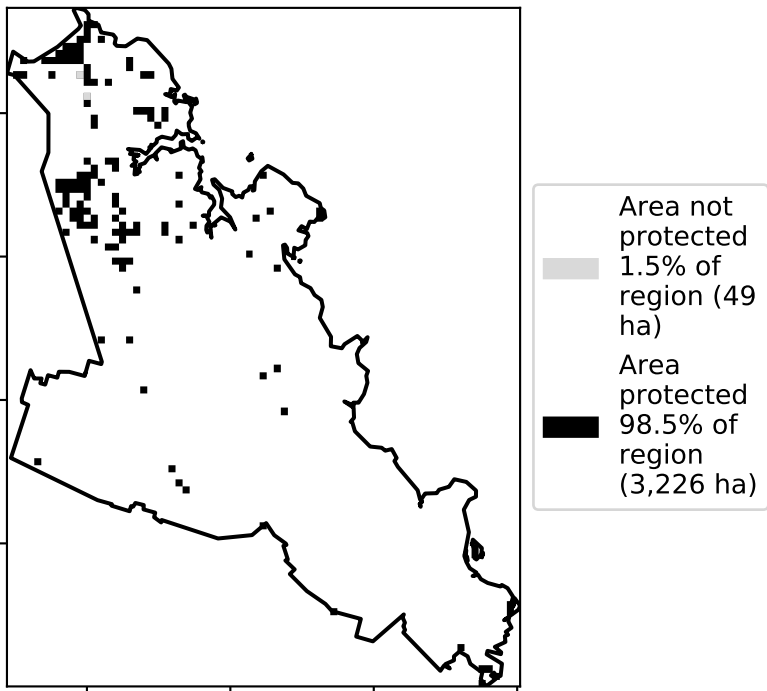 Area not
protected
1.5% of
region (49
ha)
Area
protected
98.5% of
region
(3,226 ha)